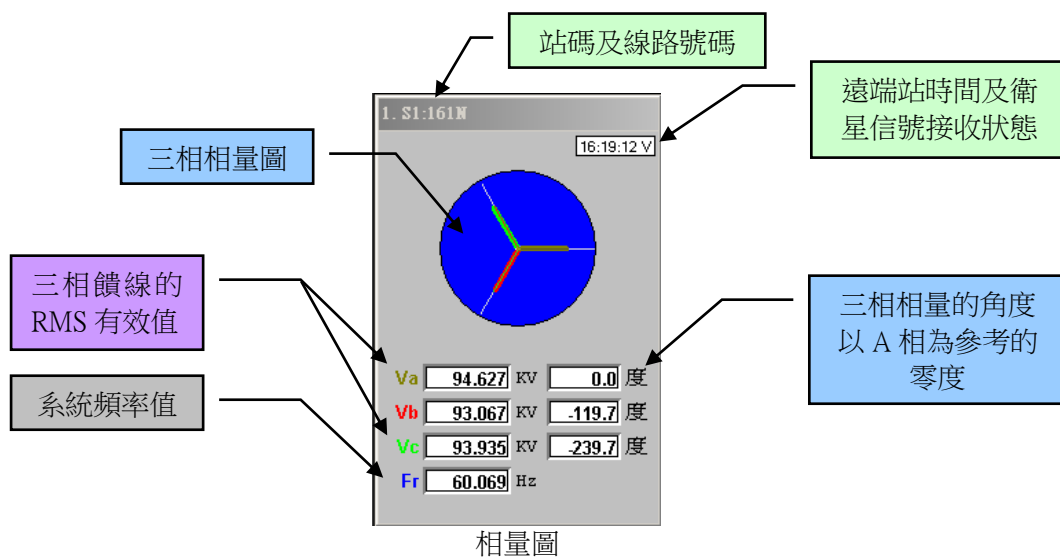 站碼及線路號碼
遠端站時間及衛
星信號接收狀態
1. S1:161N
16:19:12 V
三相相量圖
三相饋線的
RMS 有效值
三相相量的角度
以 A 相為參考的
零度
系統頻率值
Va 94.627 KV 0.0 度
Vb 93.067 KV -119.7 度
Vc 93.935 KV -239.7 度
Fr 60.069 Hz
相量圖